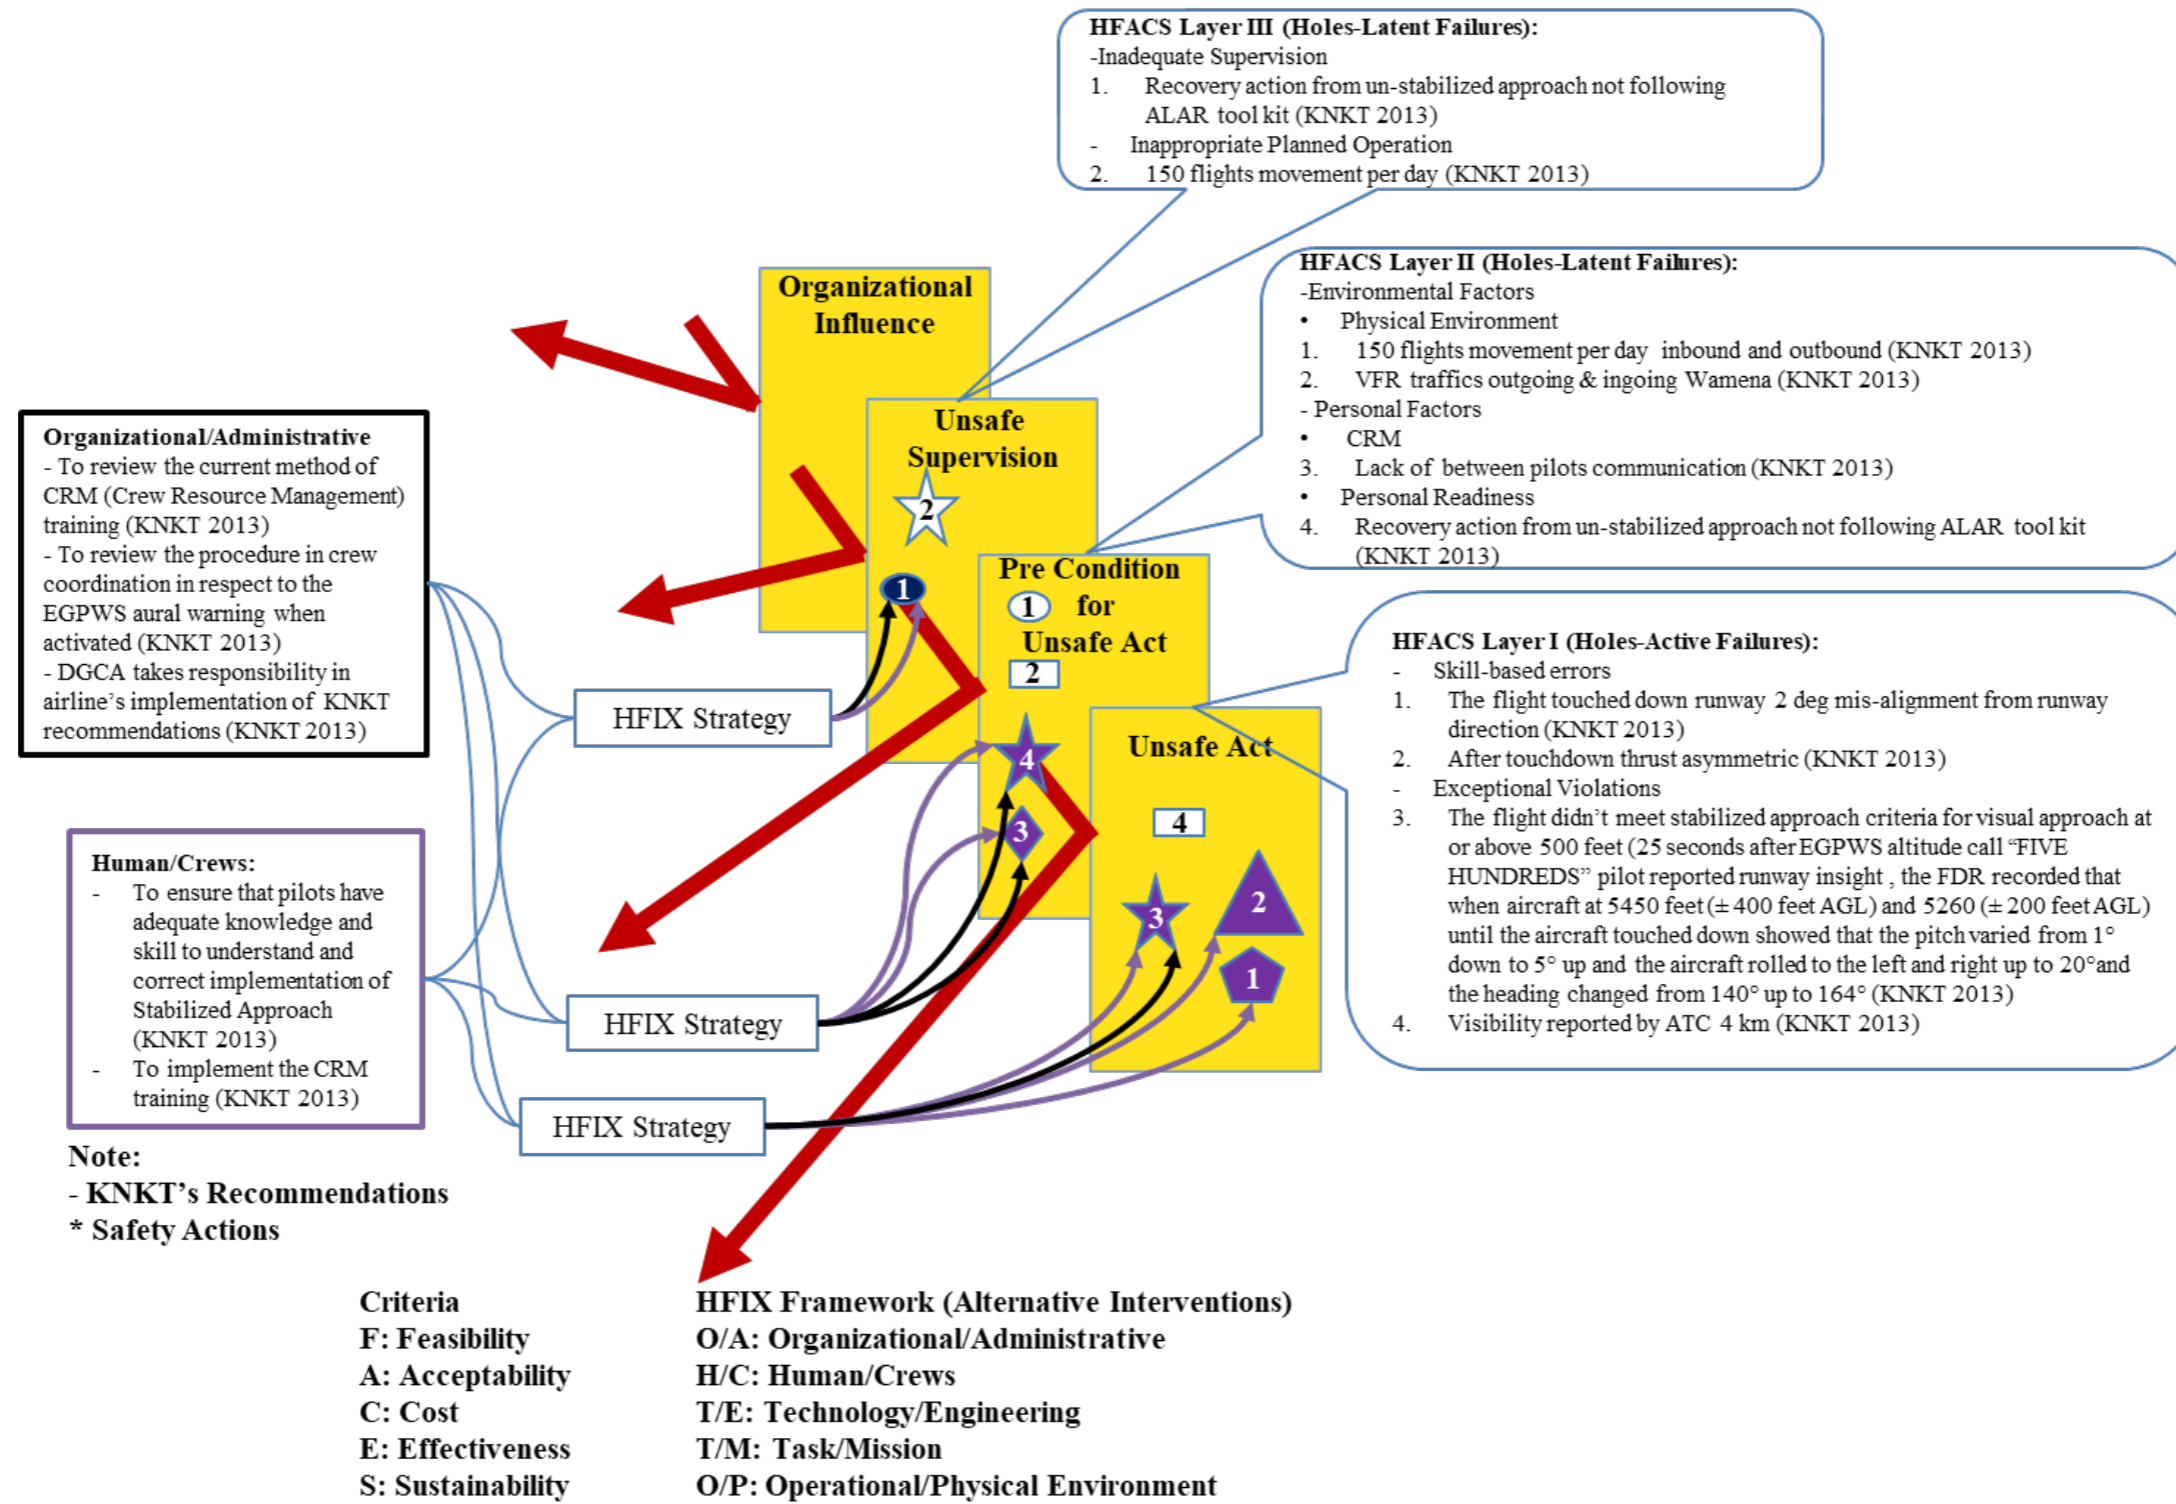 HFACS Layer III (Holes-Latent Failures):
-Inadequate Supervision
1. Recovery action from un-stabilized approach not following
ALAR tool kit (KNKT 2013)
- Inappropriate Planned Operation
2. 150 flights movement per day (KNKT 2013)
HFACS Layer II (Holes-Latent Failures):
-Environmental Factors
• Physical Environment
1. 150 flights movement per day inbound and outbound (KNKT 2013)
2. VFR traffics outgoing & ingoing Wamena (KNKT 2013)
- Personal Factors
• CRM
3. Lack of between pilots communication (KNKT 2013)
• Personal Readiness
4. Recovery action from un-stabilized approach not following ALAR tool kit
(KNKT 2013)
HFACS Layer I (Holes-Active Failures):
- Skill-based errors
1. The flight touched down runway 2 deg mis-alignment from runway
direction (KNKT 2013)
2. After touchdown thrust asymmetric (KNKT 2013)
- Exceptional Violations
3. The flight didn't meet stabilized approach criteria for visual approach at
or above 500 feet (25 seconds after EGPWS altitude call “FIVE
HUNDREDS” pilot reported runway insight , the FDR recorded that
when aircraft at 5450 feet (± 400 feet AGL) and 5260 (± 200 feet AGL)
until the aircraft touched down showed that the pitch varied from 1°
down to 5° up and the aircraft rolled to the left and right up to 20°and
the heading changed from 140° up to 164° (KNKT 2013)
4. Visibility reported by ATC 4 km (KNKT 2013)
Organizational
Influence
Unsafe
Supervision
2
1
Pre Condition
1 for
Unsafe Act
2
4
3
Unsafe Act
4
3
2
1
Organizational/Administrative
- To review the current method of
CRM (Crew Resource Management)
training (KNKT 2013)
- To review the procedure in crew
coordination in respect to the
EGPWS aural warning when
activated (KNKT 2013)
- DGCA takes responsibility in
airline’s implementation of KNKT
recommendations (KNKT 2013)
HFIX Strategy
Human/Crews:
- To ensure that pilots have
adequate knowledge and
skill to understand and
correct implementation of
Stabilized Approach
(KNKT 2013)
- To implement the CRM
training (KNKT 2013)
HFIX Strategy
HFIX Strategy
Note:
- KNKT’s Recommendations
* Safety Actions
Criteria
F: Feasibility
A: Acceptability
C: Cost
E: Effectiveness
S: Sustainability
HFIX Framework (Alternative Interventions)
O/A: Organizational/Administrative
H/C: Human/Crews
T/E: Technology/Engineering
T/M: Task/Mission
O/P: Operational/Physical Environment